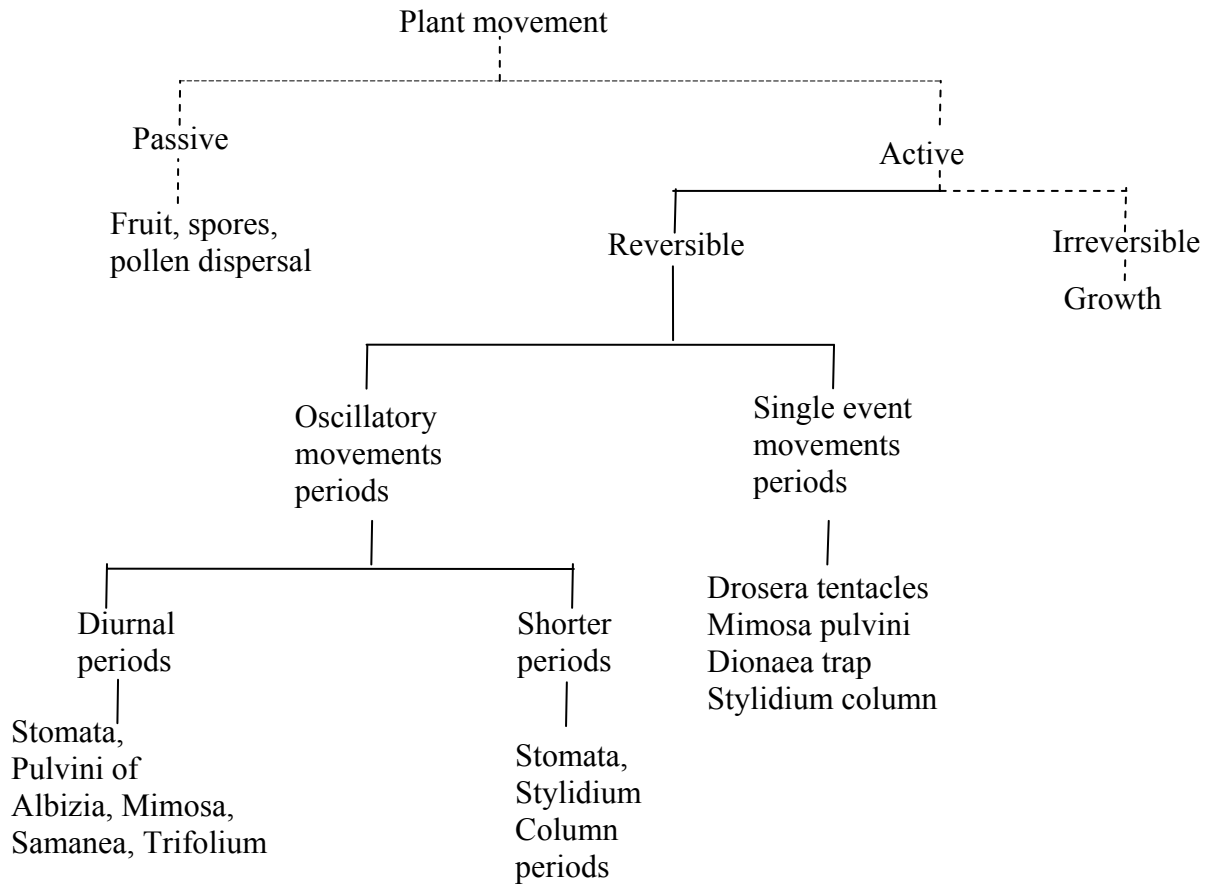 Plant movement
Passive
Active
Fruit, spores,
pollen dispersal
Reversible
Irreversible
Growth
Oscillatory
movements
periods
Single event
movements
periods
Diurnal
periods
Shorter
periods
Drosera tentacles
Mimosa pulvini
Dionaea trap
Stylidium column
Stomata,
Pulvini of
Albizia, Mimosa,
Samanea, Trifolium
Stomata,
Stylidium
Column
periods